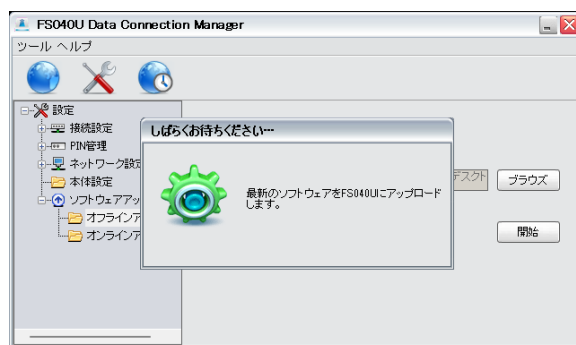 FS040U Data Connection Manager
ツール ヘルプ
設定
接続設定
PIN管理
ネットワーク設定
本体設定
ソフトウェアアッ
オフラインア
オンラインア
しばらくお待ちください…
最新のソフトウェアをFS040Uにアップロード
します。
デスクト
ブラウズ
開始